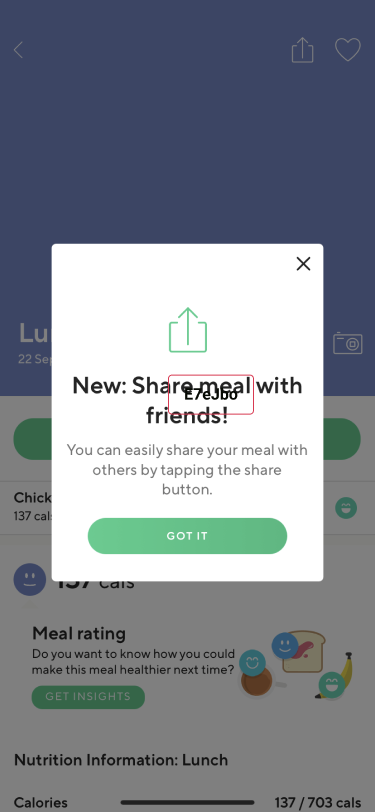 Lu
22 Sep
New: Share meal with
friends!
E7eJbo
You can easily share your meal with
others by tapping the share
button.
GOT IT
Chick
137 cal
137 cals
Meal rating
Do you want to know how you could
make this meal healthier next time?
GET INSIGHTS
Nutrition Information: Lunch
Calories
137 / 703 cals